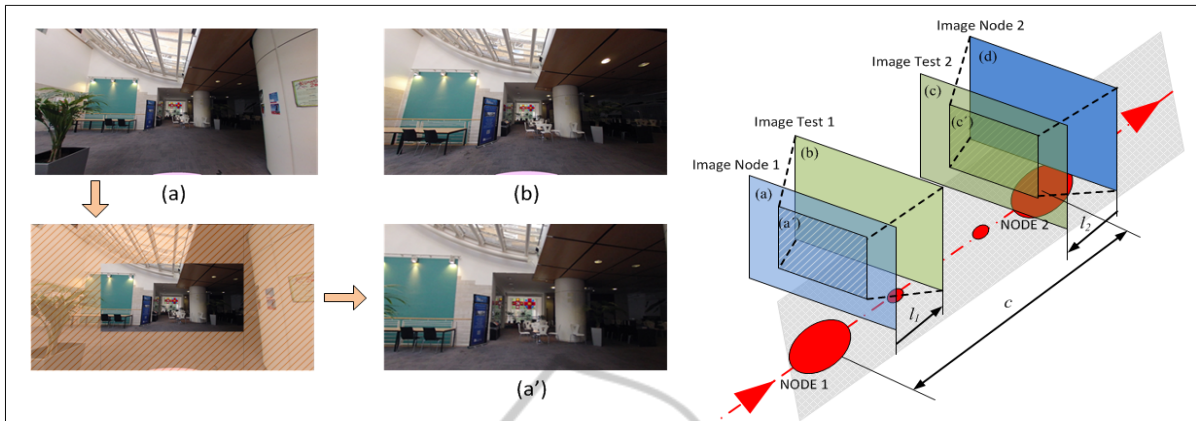 (a)
(b)
(a')
Image Node 2
(d)
Image Test 2
(c)
(c´)
Image Test 1
(b)
Image Node 1
(a)
(a´)
NODE 2
l2
c
l1
NODE 1